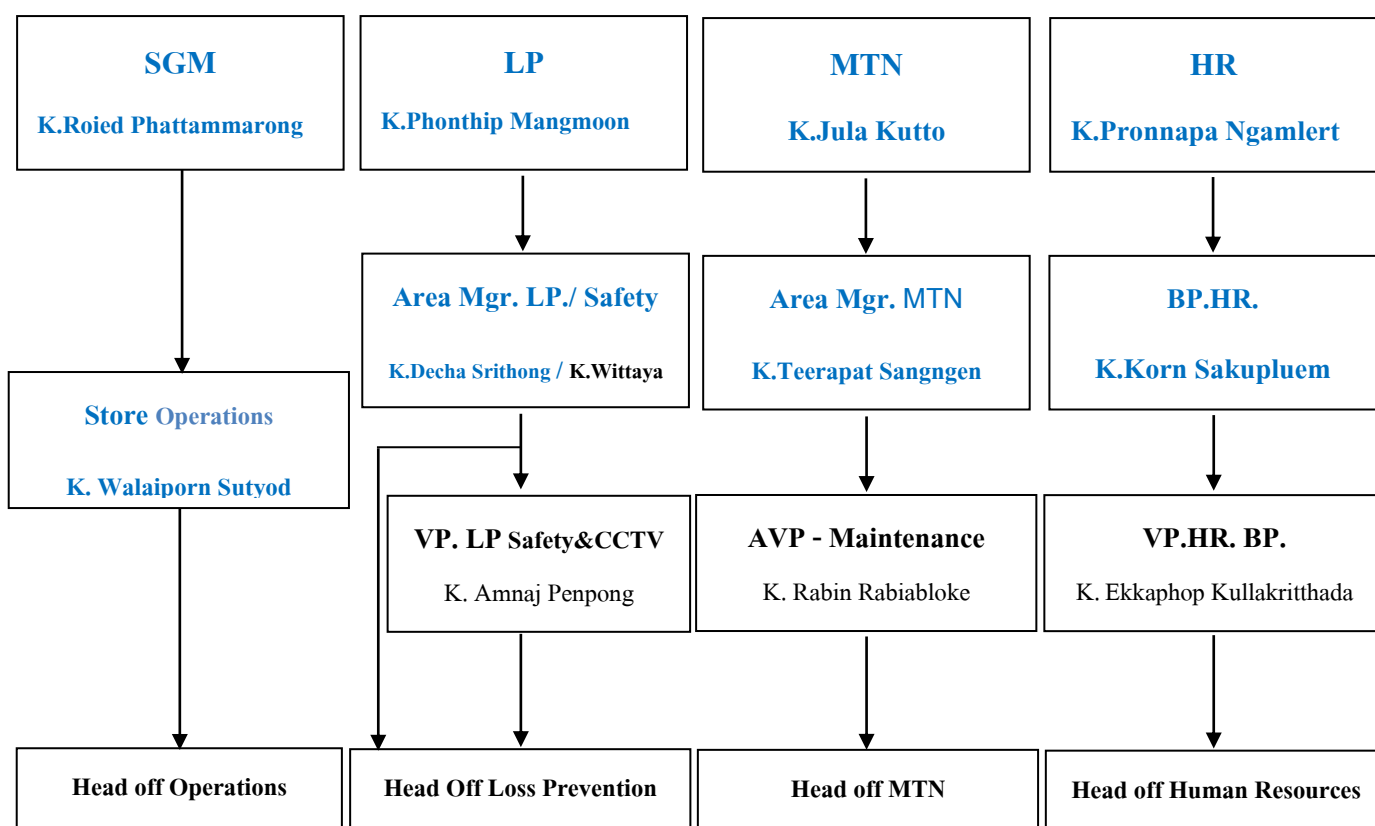 SGM
K.Roied Phattammarong
LP
K.Phonthip Mangmoon
MTN
K.Jula Kutto
HR
K.Pronnapa Ngamlert
Area Mgr. LP./ Safety
K.Decha Srithong / K.Wittaya
Area Mgr. MTN
K.Teerapat Sangngen
BP.HR.
K.Korn Sakupluem
Store Operations
K. Walaiporn Sutyod
VP. LP Safety&CCTV
K. Amnaj Penpong
AVP - Maintenance
K. Rabin Rabiabloke
VP.HR. BP.
K. Ekkaphop Kullakritthada
Head off Operations
Head Off Loss Prevention
Head off MTN
Head off Human Resources